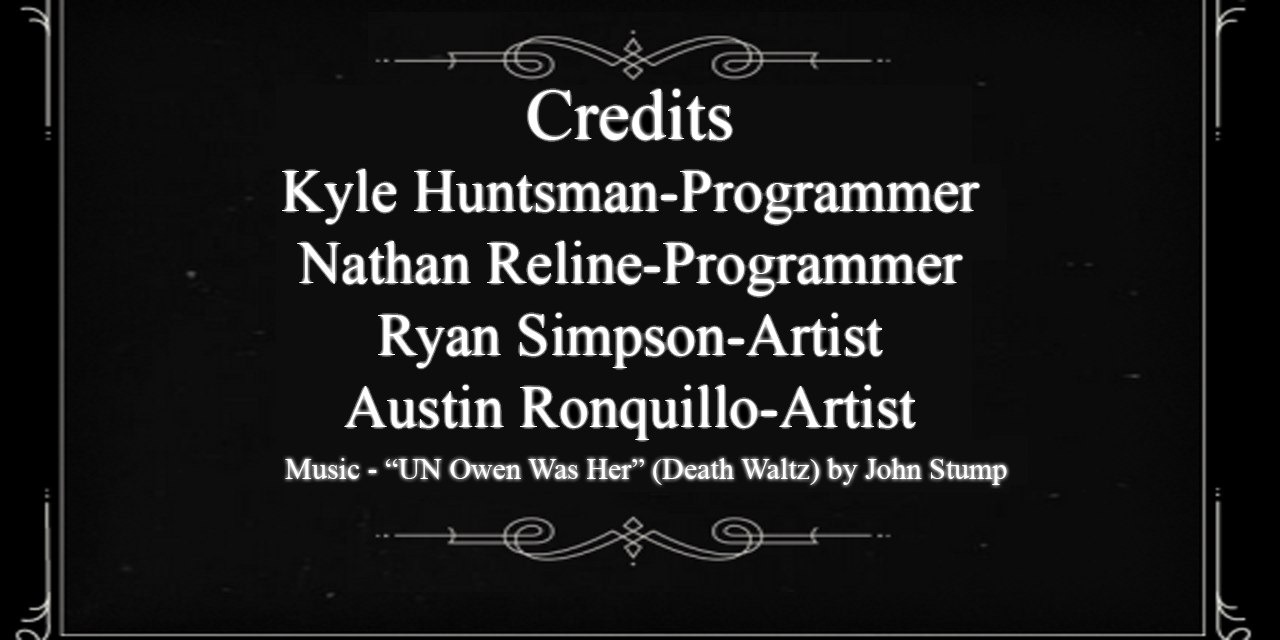 Credits
Kyle Huntsman-Programmer
Nathan Reline-Programmer
Ryan Simpson-Artist
Austin Ronquillo-Artist
Music - “UN Owen Was Her” (Death Waltz) by John Stump